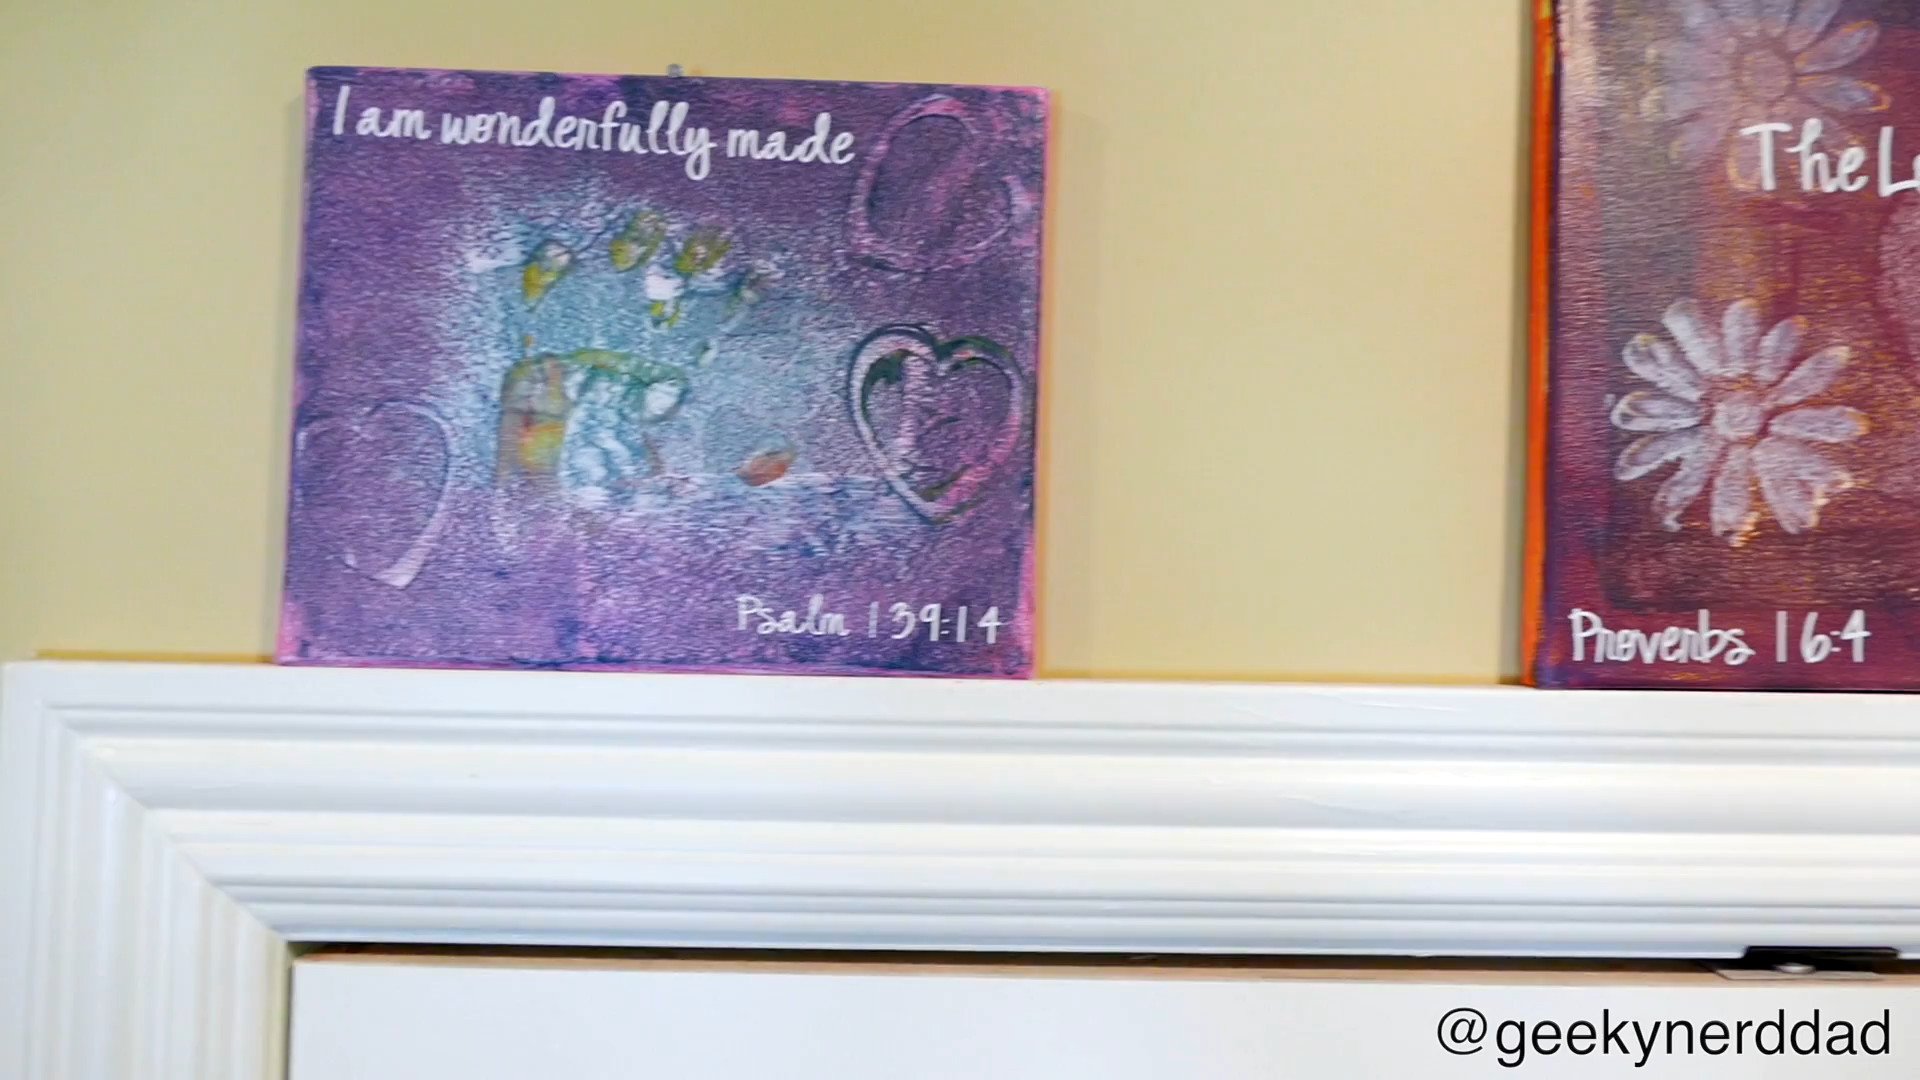 I am wonderfully made
Psalm 139:14
The
Proverbs 16:4
@geekynerddad